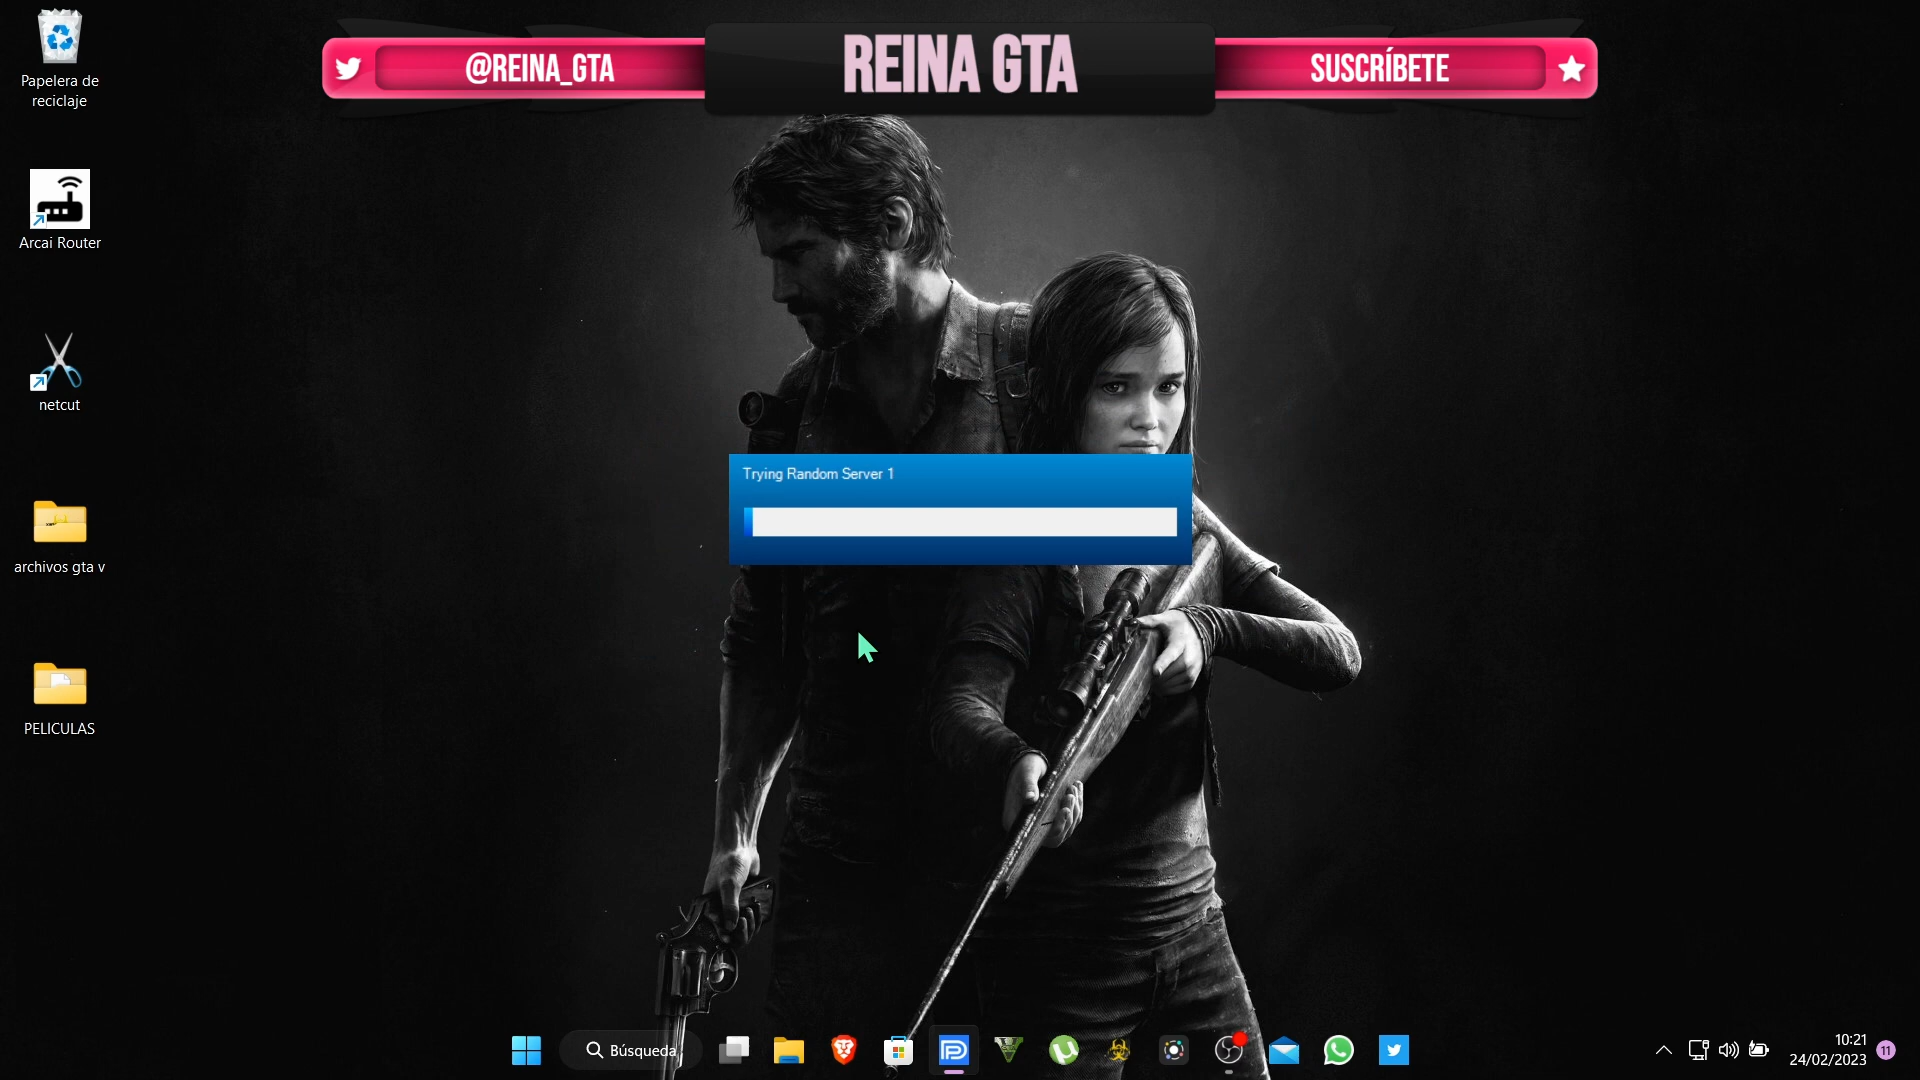 @REINA_GTA
REINA GTA
SUSCRÍBETE
Papelera de
reciclaje
Arcai Router
netcut
archivos gta v
PELICULAS
Trying Random Server 1
Búsqueda
10:21
24/02/2023
11